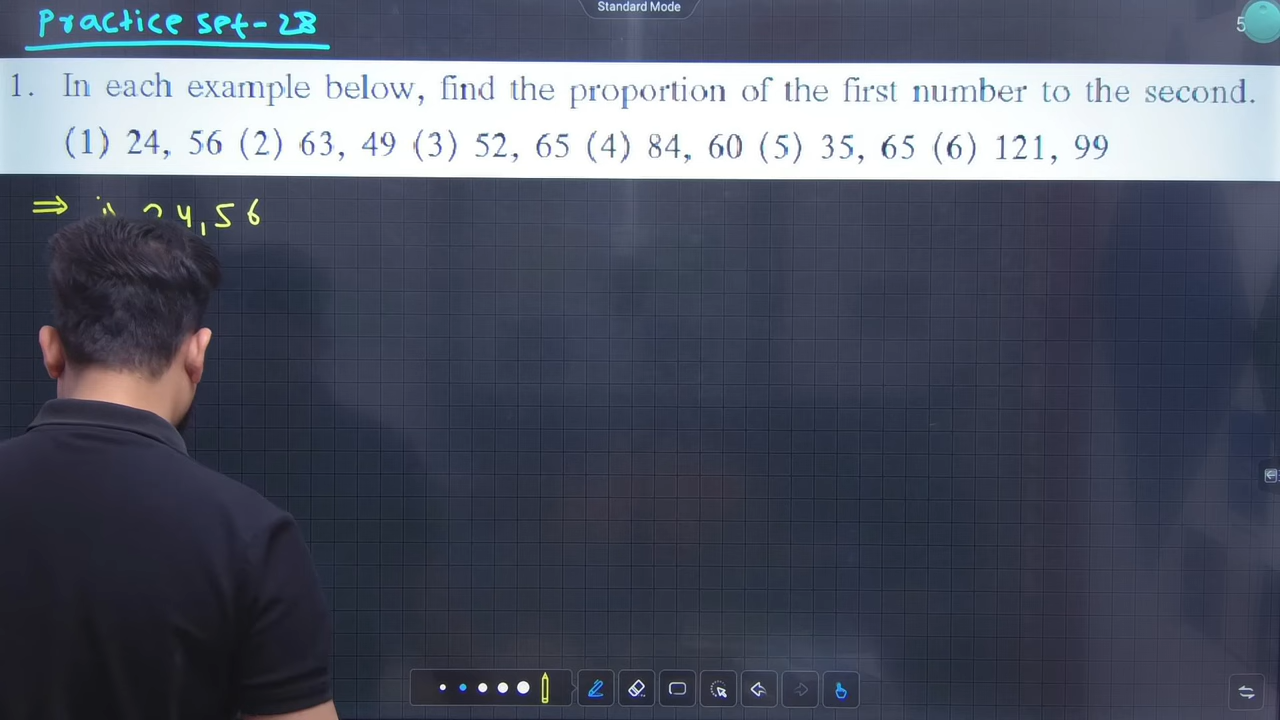 Standard Mode
Practice set-28
5
1. In each example below, find the proportion of the first number to the second.
(1) 24, 56 (2) 63, 49 (3) 52, 65 (4) 84, 60 (5) 35, 65 (6) 121, 99
⇒ 24,56